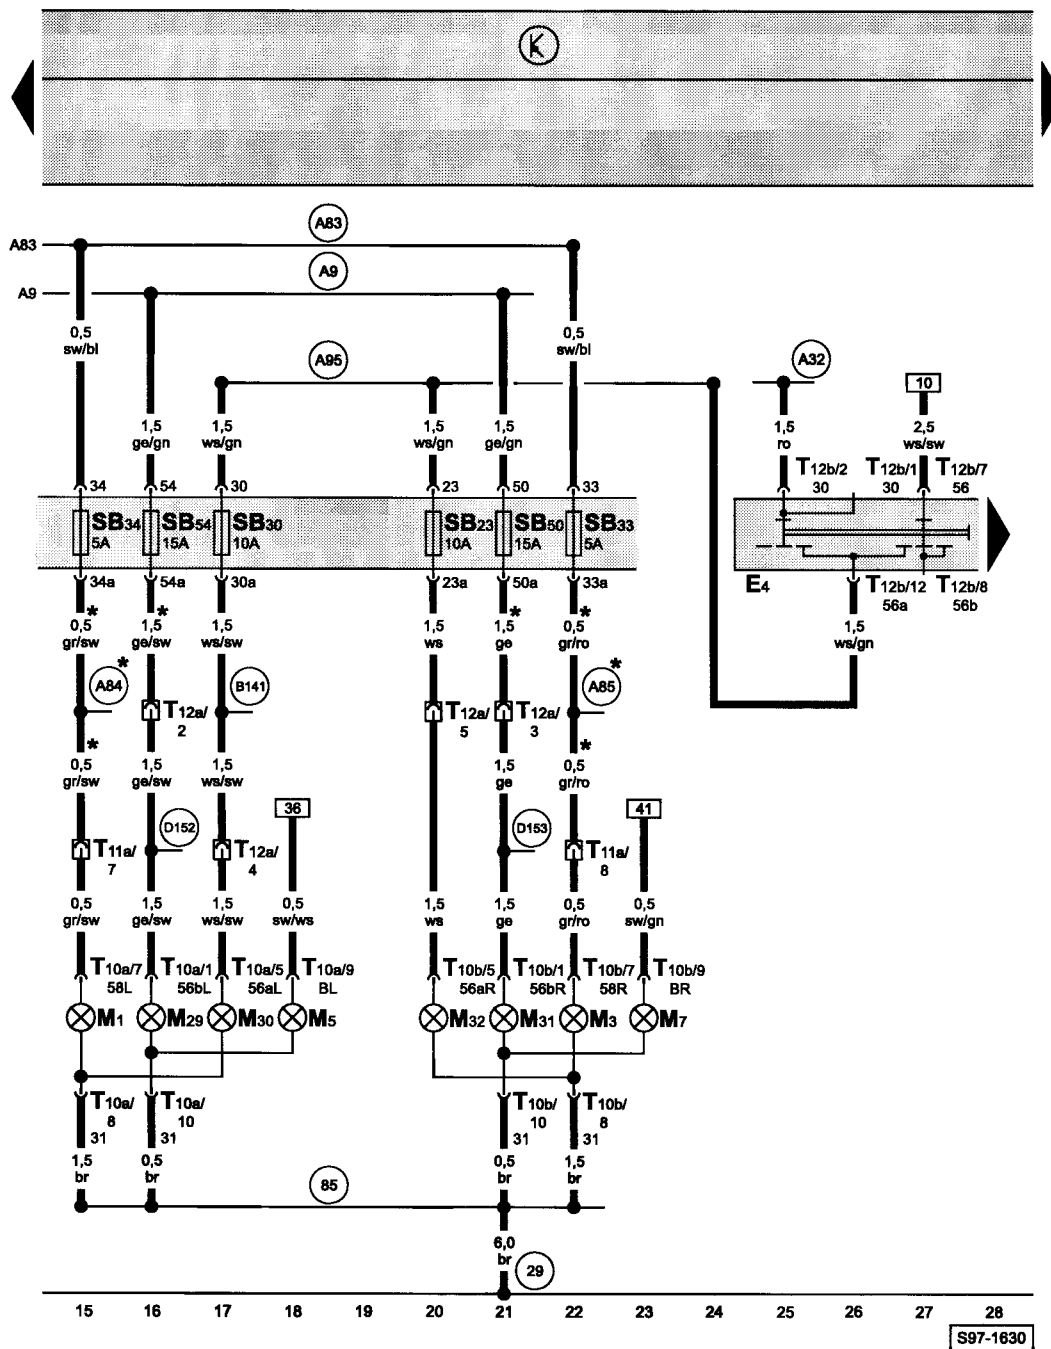 K
A83
A83
A9
A9
0,5 0,5
sw/bl sw/bl
A95 A32
10
1,5 1,5 1,5 1,5 1,5 2,5
ge/gn ws/gn ws/gn ge/gn ro ws/sw
T12b/2 T12b/1 T12b/7
30 30 56
34 54 30 23 50 33
SB34 SB54 SB30 SB23 SB50 SB33
5A 15A 10A 10A 15A 5A
34a 54a 30a 23a 50a 33a
E4 T12b/12 T12b/8
56a 56b
* * * *
0,5 1,5 1,5 1,5 1,5 0,5 1,5
gr/sw ge/sw ws/sw ws ge gr/ro ws/gn
A84 * B141 A85 *
T12a/ T12a/ T12a/
2 5 3
* *
0,5 1,5 1,5 1,5 0,5
gr/sw ge/sw ws/sw ge gr/ro
36 41
D152 D153
T11a/ T12a/ T11a/
7 4 8
0,5 1,5 1,5 0,5 1,5 1,5 0,5 0,5
gr/sw ge/sw ws/sw sw/ws ws ge gr/ro sw/gn
T10a/7 T10a/1 T10a/5 T10a/9 T10b/5 T10b/1 T10b/7 T10b/9
58L 56bL 56aL BL 56aR 56bR 58R BR
M1 M29 M30 M5 M32 M31 M3 M7
T10a/ T10a/ T10b/ T10b/
8 10 10 8
31 31 31 31
1,5 0,5 0,5 1,5
br br br br
85
6,0
br
29
15 16 17 18 19 20 21 22 23 24 25 26 27 28
S97-1630